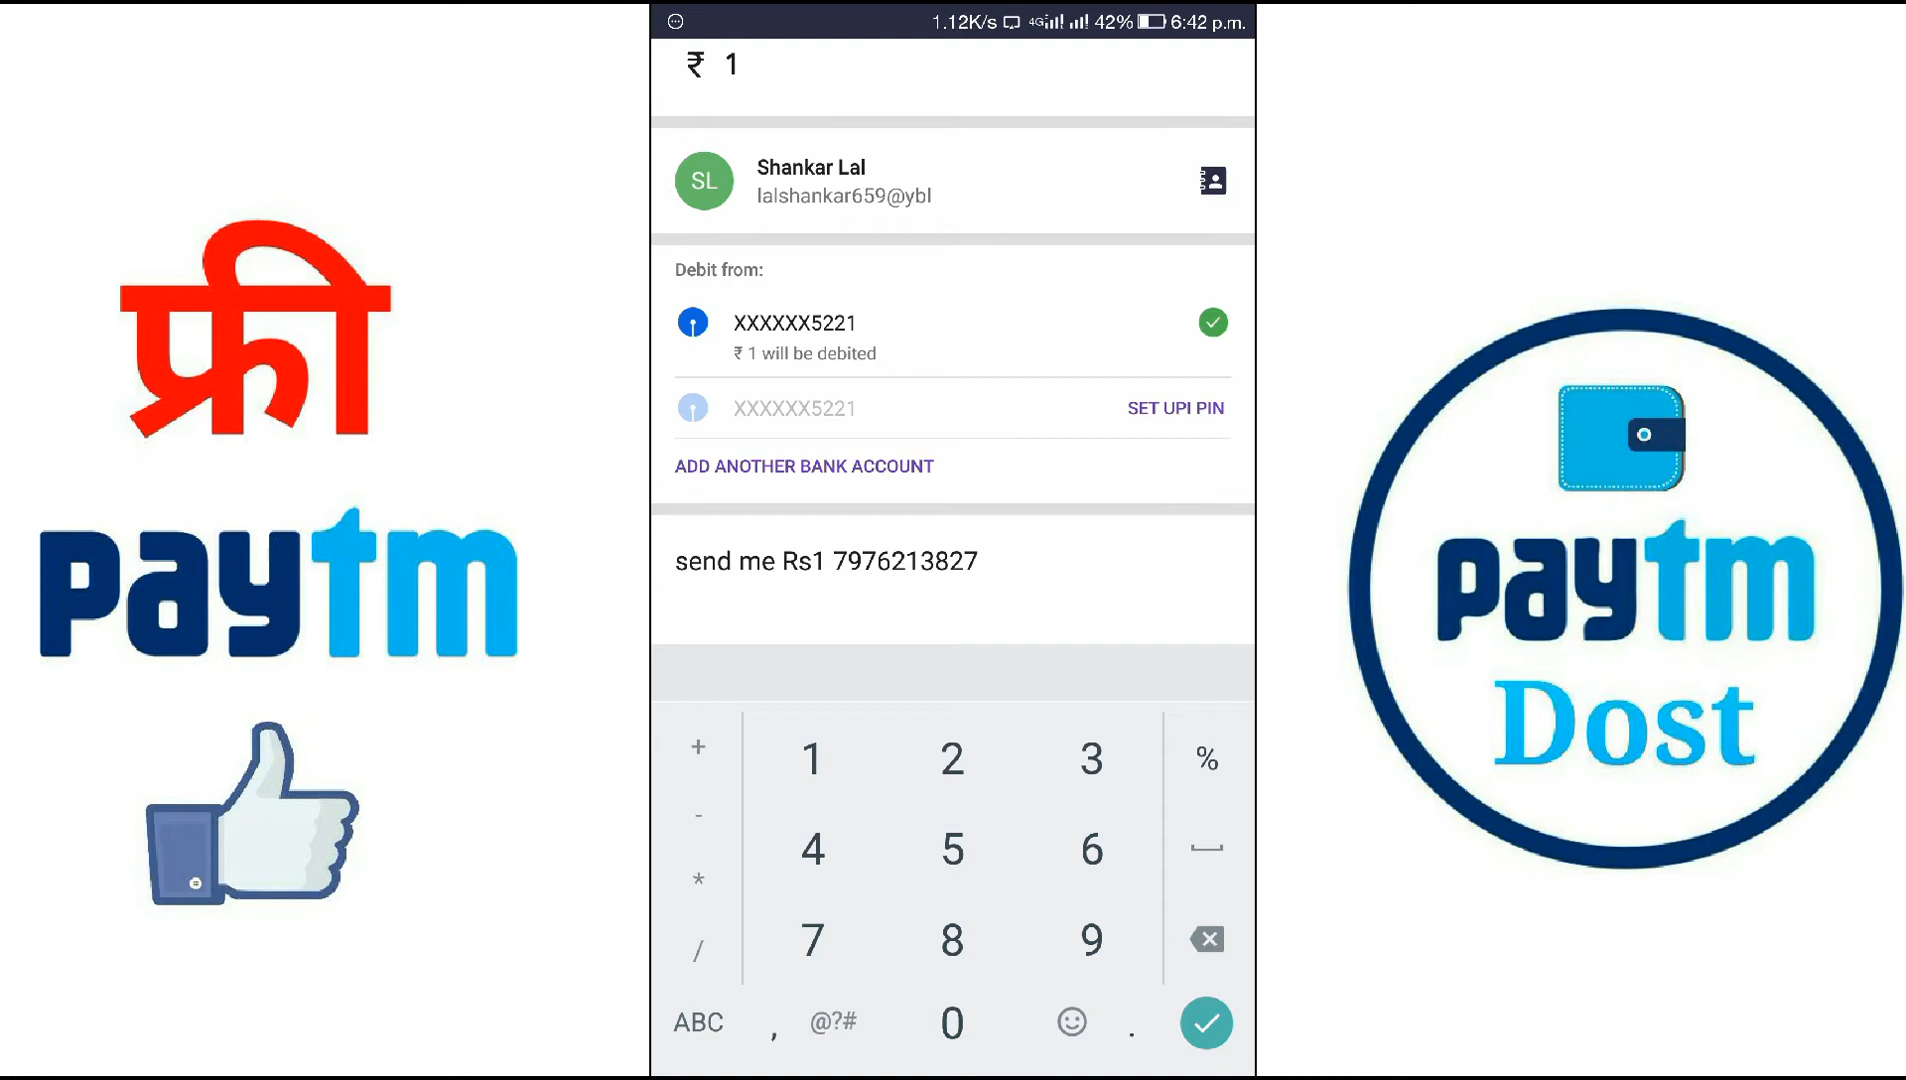 1.12K/s 4G 42% 6:42 p.m.
₹ 1
SL
Shankar Lal
lalshankar659@ybl
Debit from:
XXXXXX5221
₹ 1 will be debited
XXXXXX5221 SET UPI PIN
ADD ANOTHER BANK ACCOUNT
send me Rs1 7976213827
+ 1 2 3 %
- 4 5 6
* 7 8 9
/
ABC , @?# 0 .
फ्री
paytm
paytm
Dost